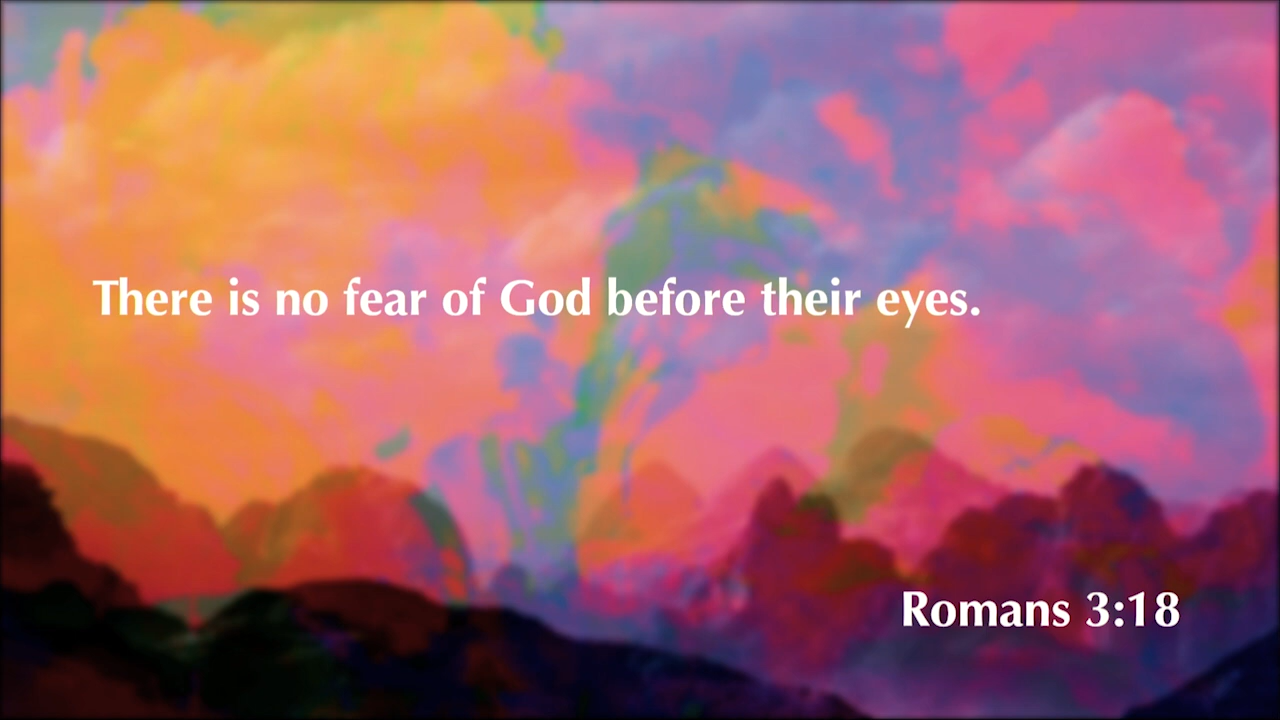 There is no fear of God before their eyes.
Romans 3:18